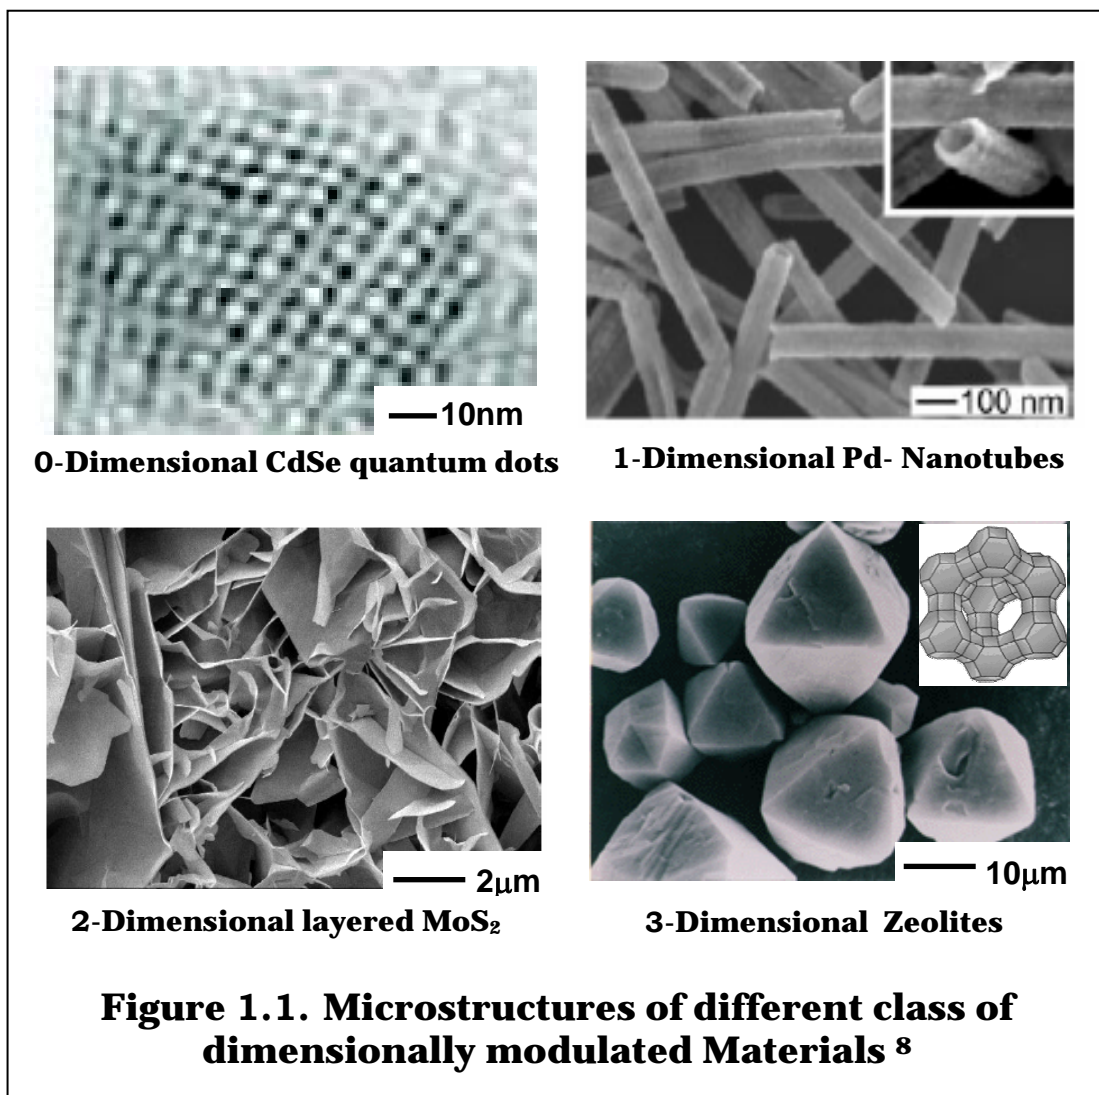 10nm
100 nm
0-Dimensional CdSe quantum dots
1-Dimensional Pd- Nanotubes
2μm
10μm
2-Dimensional layered MoS₂
3-Dimensional Zeolites
Figure 1.1. Microstructures of different class of
dimensionally modulated Materials ⁸